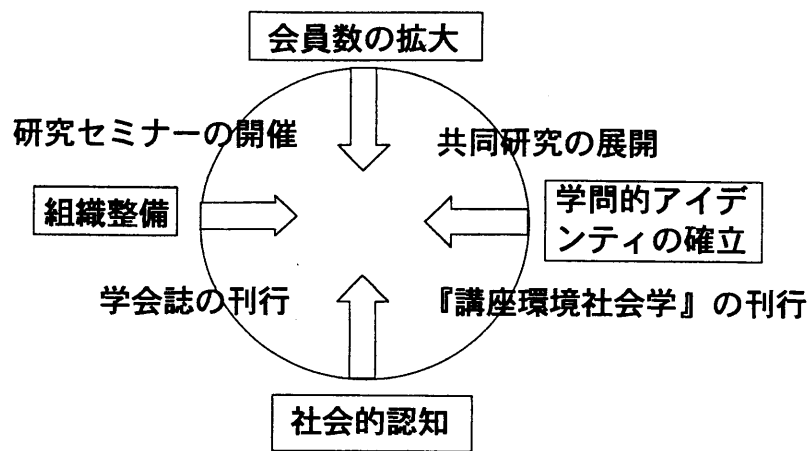 会員数の拡大
研究セミナーの開催
共同研究の展開
組織整備
学問的アイデ
ンティの確立
学会誌の刊行
『講座環境社会学』の刊行
社会的認知